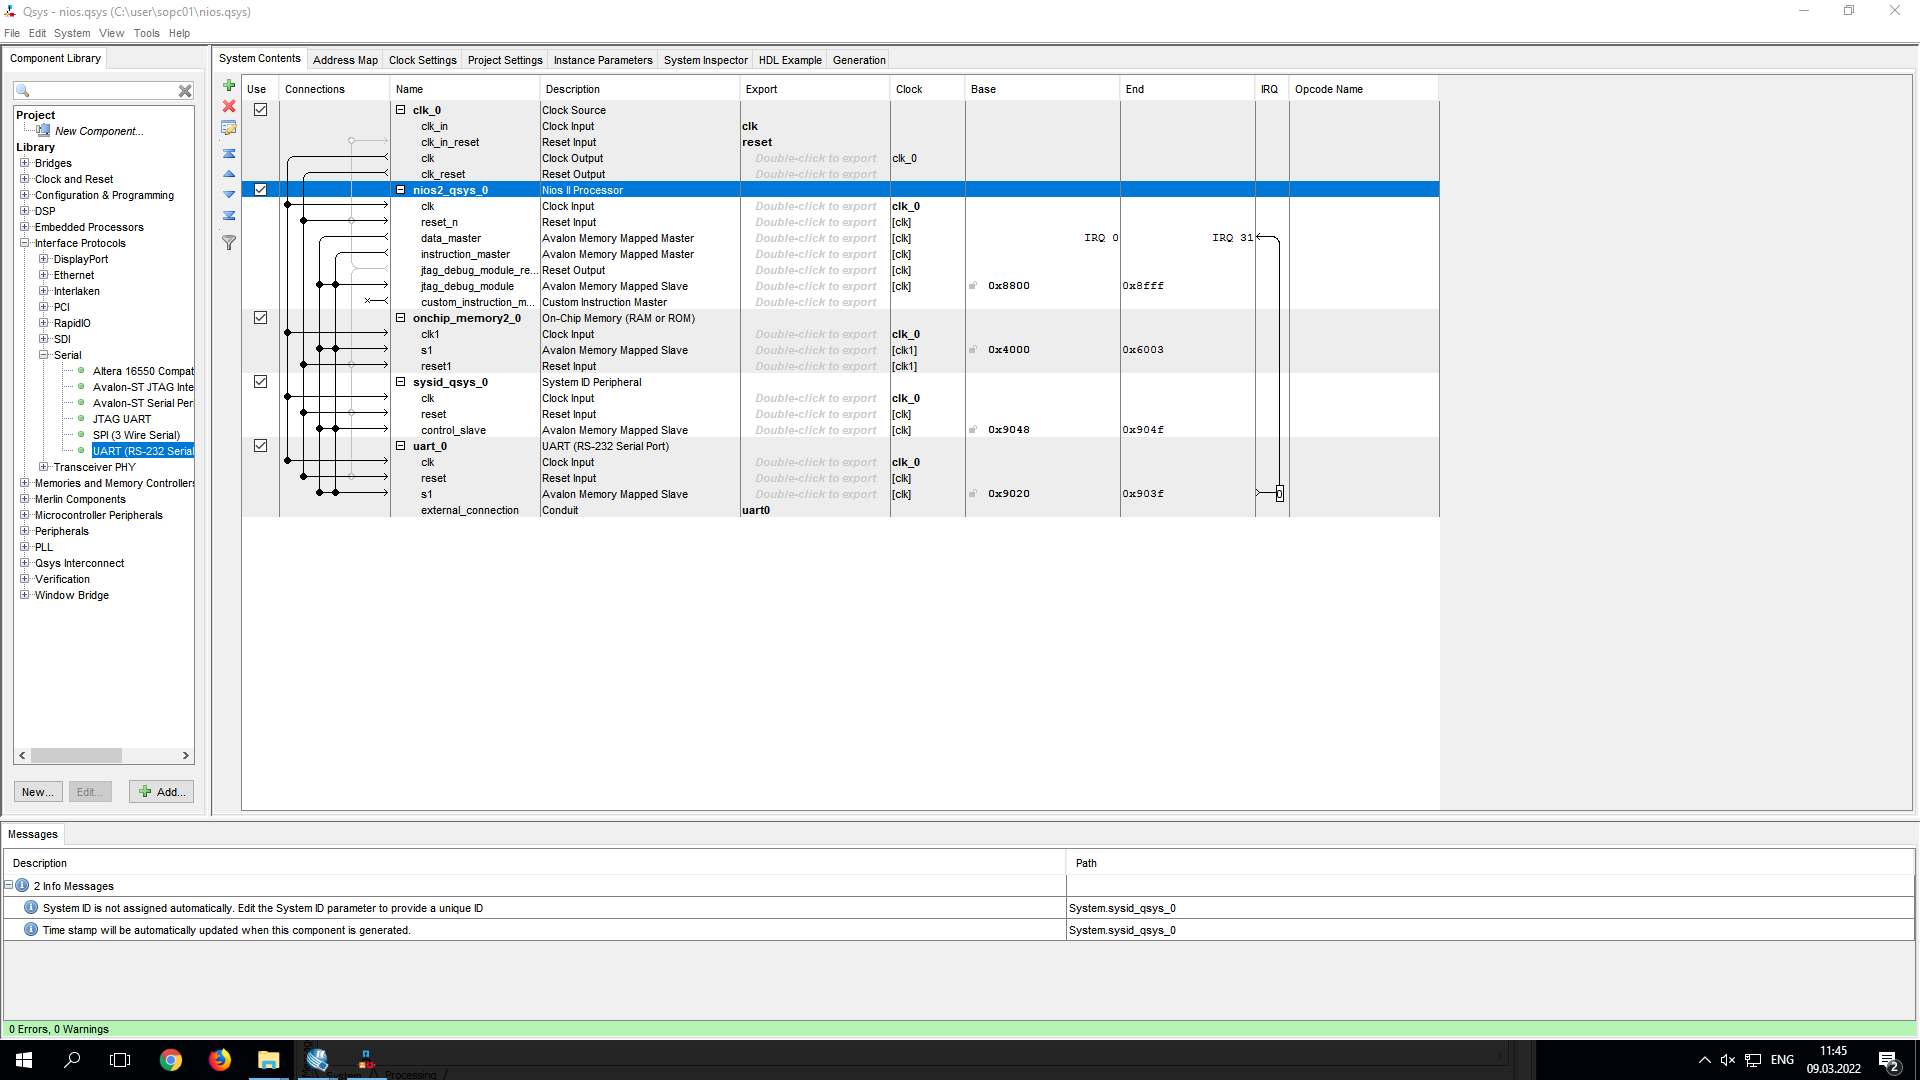 Qsys - nios.qsys (C:\user\sopc01\nios.qsys)
File Edit System View Tools Help
Component Library
System Contents Address Map Clock Settings Project Settings Instance Parameters System Inspector HDL Example Generation
Project
New Component...
Library
Bridges
Clock and Reset
Configuration & Programming
DSP
Embedded Processors
Interface Protocols
DisplayPort
Ethernet
Interlaken
PCI
RapidIO
SDI
Serial
Altera 16550 Compat
Avalon-ST JTAG Inte
Avalon-ST Serial Per
JTAG UART
SPI (3 Wire Serial)
UART (RS-232 Serial
Transceiver PHY
Memories and Memory Controllers
Merlin Components
Microcontroller Peripherals
Peripherals
PLL
Qsys Interconnect
Verification
Window Bridge
New... Edit... Add...
Use Connections Name Description Export Clock Base End IRQ Opcode Name
clk_0 Clock Source
clk_in Clock Input clk
clk_in_reset Reset Input reset
clk Clock Output Double-click to export clk_0
clk_reset Reset Output Double-click to export
nios2_qsys_0 Nios II Processor
clk Clock Input Double-click to export clk_0
reset_n Reset Input Double-click to export [clk]
data_master Avalon Memory Mapped Master Double-click to export [clk] IRQ 0 IRQ 31
instruction_master Avalon Memory Mapped Master Double-click to export [clk]
jtag_debug_module_re... Reset Output Double-click to export [clk]
jtag_debug_module Avalon Memory Mapped Slave Double-click to export [clk] 0x8800 0x8fff
custom_instruction_m... Custom Instruction Master Double-click to export
onchip_memory2_0 On-Chip Memory (RAM or ROM)
clk1 Clock Input Double-click to export clk_0
s1 Avalon Memory Mapped Slave Double-click to export [clk1] 0x4000 0x6003
reset1 Reset Input Double-click to export [clk1]
sysid_qsys_0 System ID Peripheral
clk Clock Input Double-click to export clk_0
reset Reset Input Double-click to export [clk]
control_slave Avalon Memory Mapped Slave Double-click to export [clk] 0x9048 0x904f
uart_0 UART (RS-232 Serial Port)
clk Clock Input Double-click to export clk_0
reset Reset Input Double-click to export [clk]
s1 Avalon Memory Mapped Slave Double-click to export [clk] 0x9020 0x903f 0
external_connection Conduit uart0
Messages
Description Path
2 Info Messages
System ID is not assigned automatically. Edit the System ID parameter to provide a unique ID System.sysid_qsys_0
Time stamp will be automatically updated when this component is generated. System.sysid_qsys_0
0 Errors, 0 Warnings
System Processing
ENG
11:45
09.03.2022
2